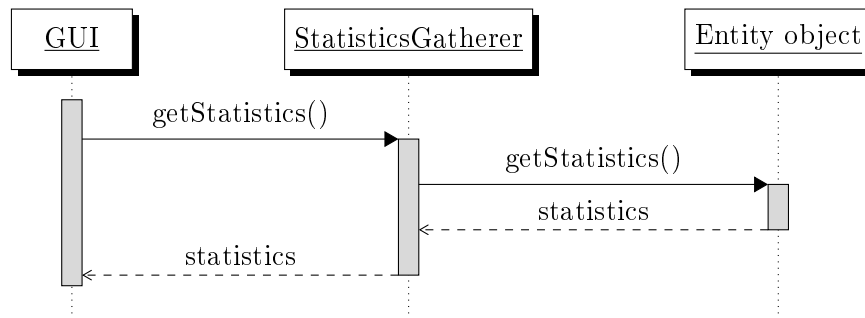 GUI
StatisticsGatherer
Entity object
getStatistics()
getStatistics()
statistics
statistics